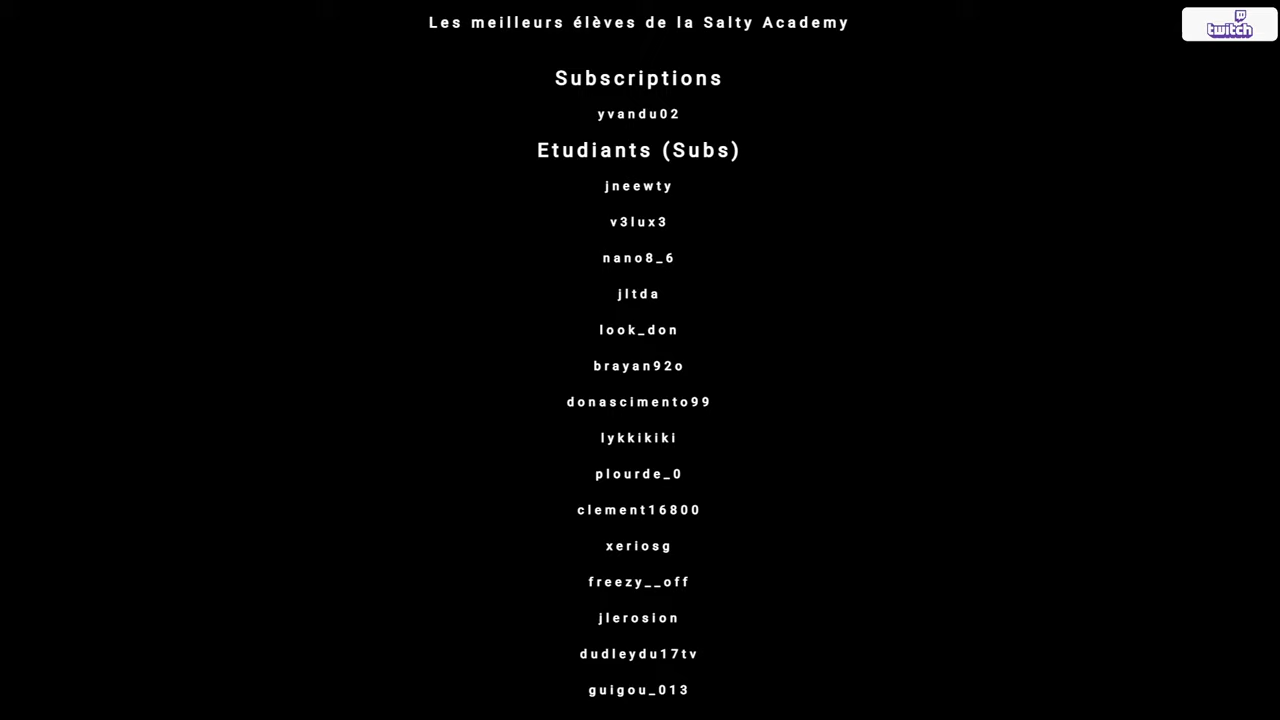 Les meilleurs élèves de la Salty Academy
twitch
Subscriptions
yvandu02
Etudiants (Subs)
jneewty
v3lux3
nano8_6
jltda
look_don
brayan92o
donascimento99
lykkikiki
plourde_0
clement16800
xeriosg
freezy__off
jlerosion
dudleydu17tv
guigou_013